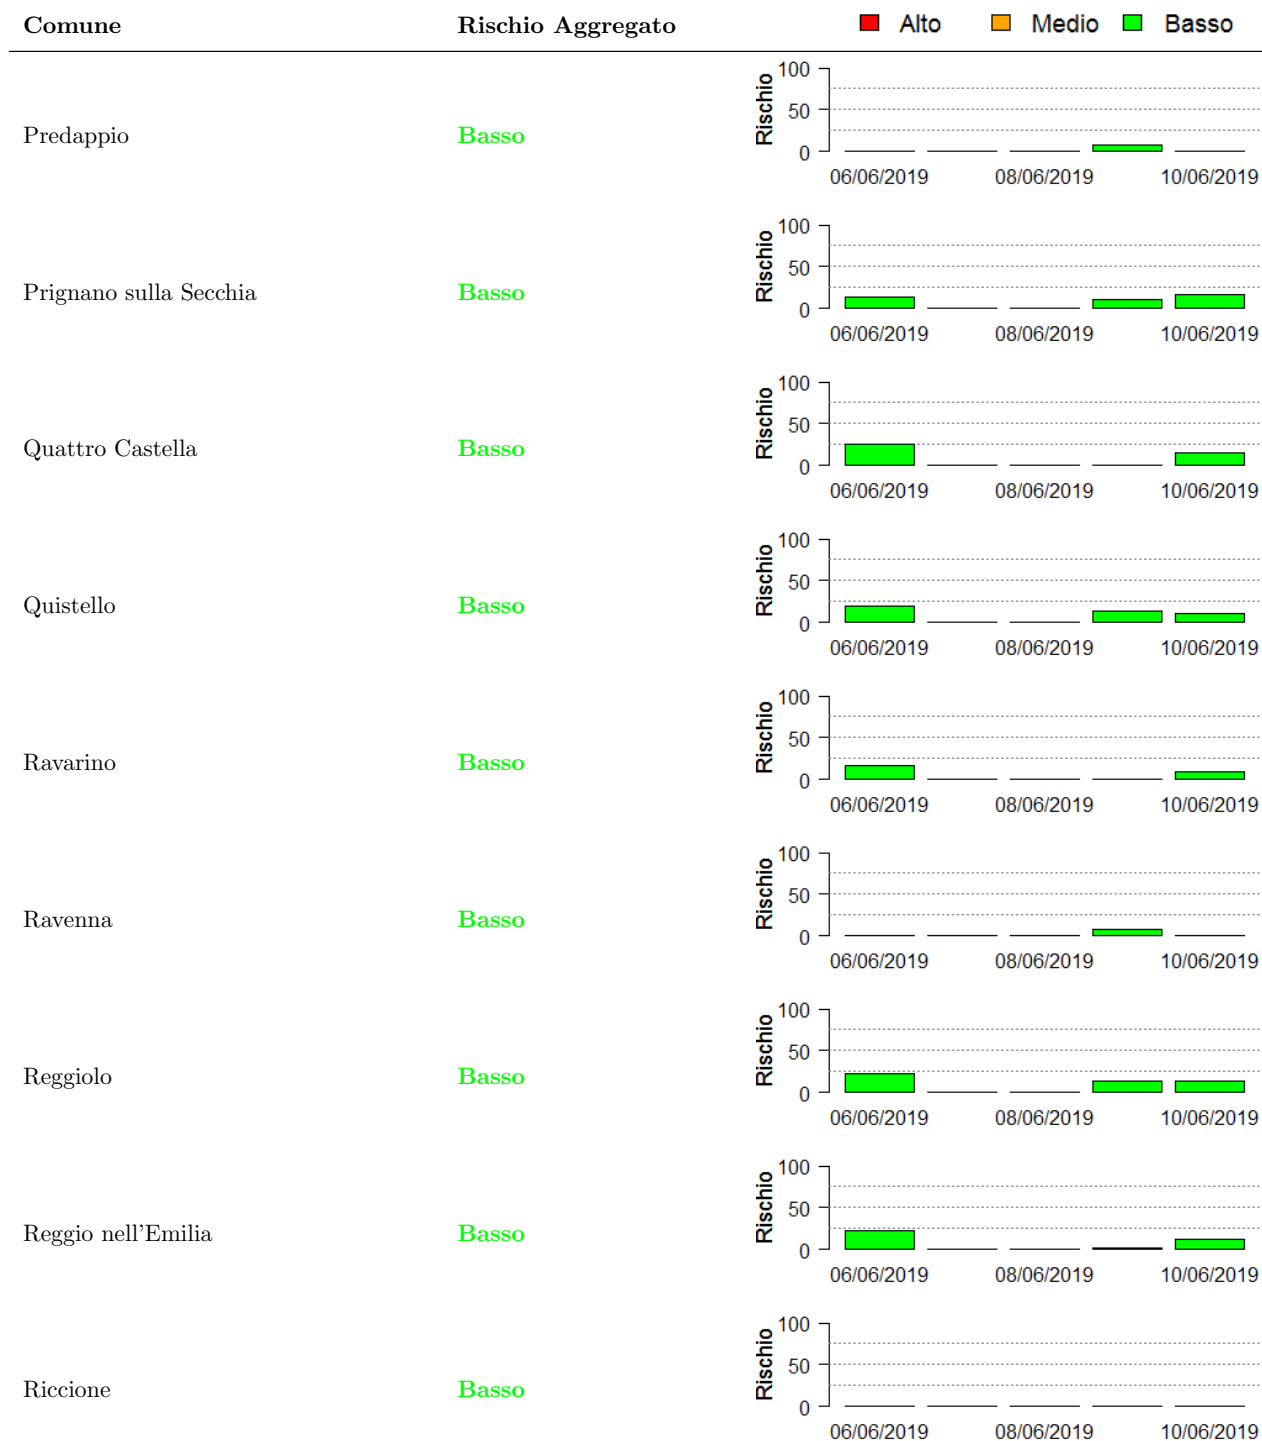 Comune Rischio Aggregato Alto Medio Basso
Predappio Basso
Rischio
100
50
0
06/06/2019 08/06/2019 10/06/2019
Prignano sulla Secchia Basso
Rischio
100
50
0
06/06/2019 08/06/2019 10/06/2019
Quattro Castella Basso
Rischio
100
50
0
06/06/2019 08/06/2019 10/06/2019
Quistello Basso
Rischio
100
50
0
06/06/2019 08/06/2019 10/06/2019
Ravarino Basso
Rischio
100
50
0
06/06/2019 08/06/2019 10/06/2019
Ravenna Basso
Rischio
100
50
0
06/06/2019 08/06/2019 10/06/2019
Reggiolo Basso
Rischio
100
50
0
06/06/2019 08/06/2019 10/06/2019
Reggio nell'Emilia Basso
Rischio
100
50
0
06/06/2019 08/06/2019 10/06/2019
Riccione Basso
Rischio
100
50
0
06/06/2019 08/06/2019 10/06/2019